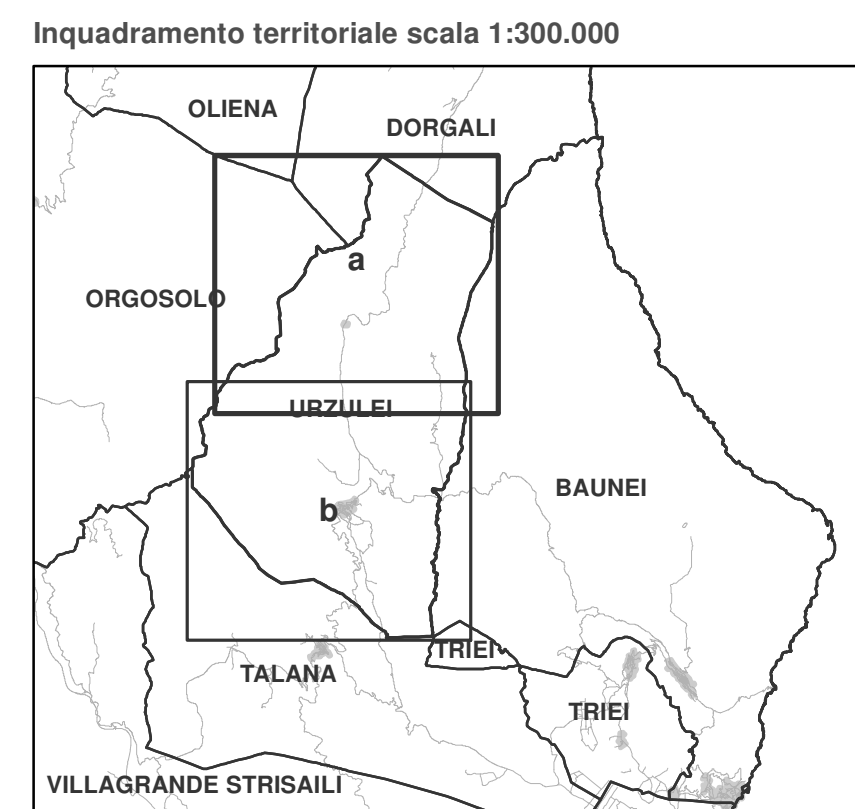 Inquadramento territoriale scala 1:300.000
OLIENA
DORGALI
a
ORGOSOLO
URZULEI
BAUNEI
b
TRIEI
TALANA
TRIEI
VILLAGRANDE STRISAILI